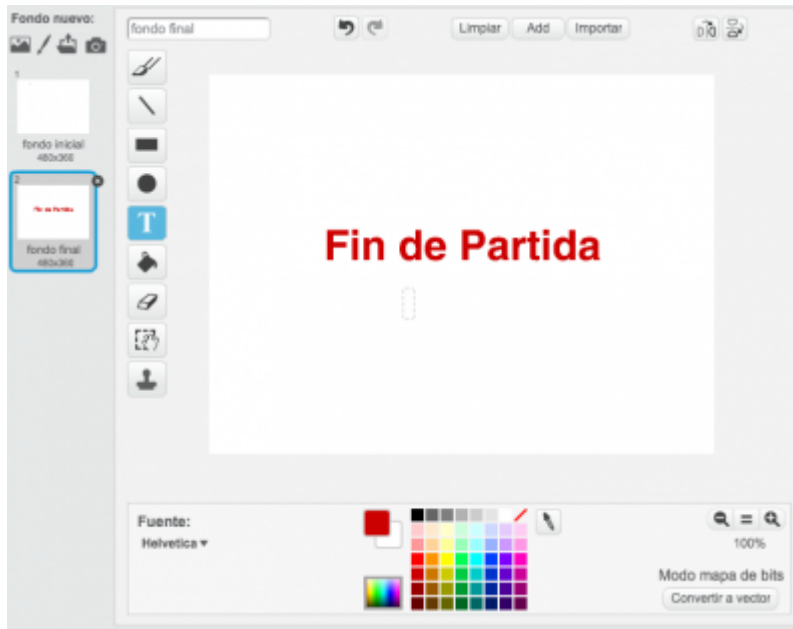 Fondo nuevo:
1
fondo inicial
480x360
2
Fin de Partida
fondo final
480x360
fondo final
Limpiar Add Importar
T
Fin de Partida
Fuente:
Helvetica
100%
Modo mapa de bits
Convertir a vector